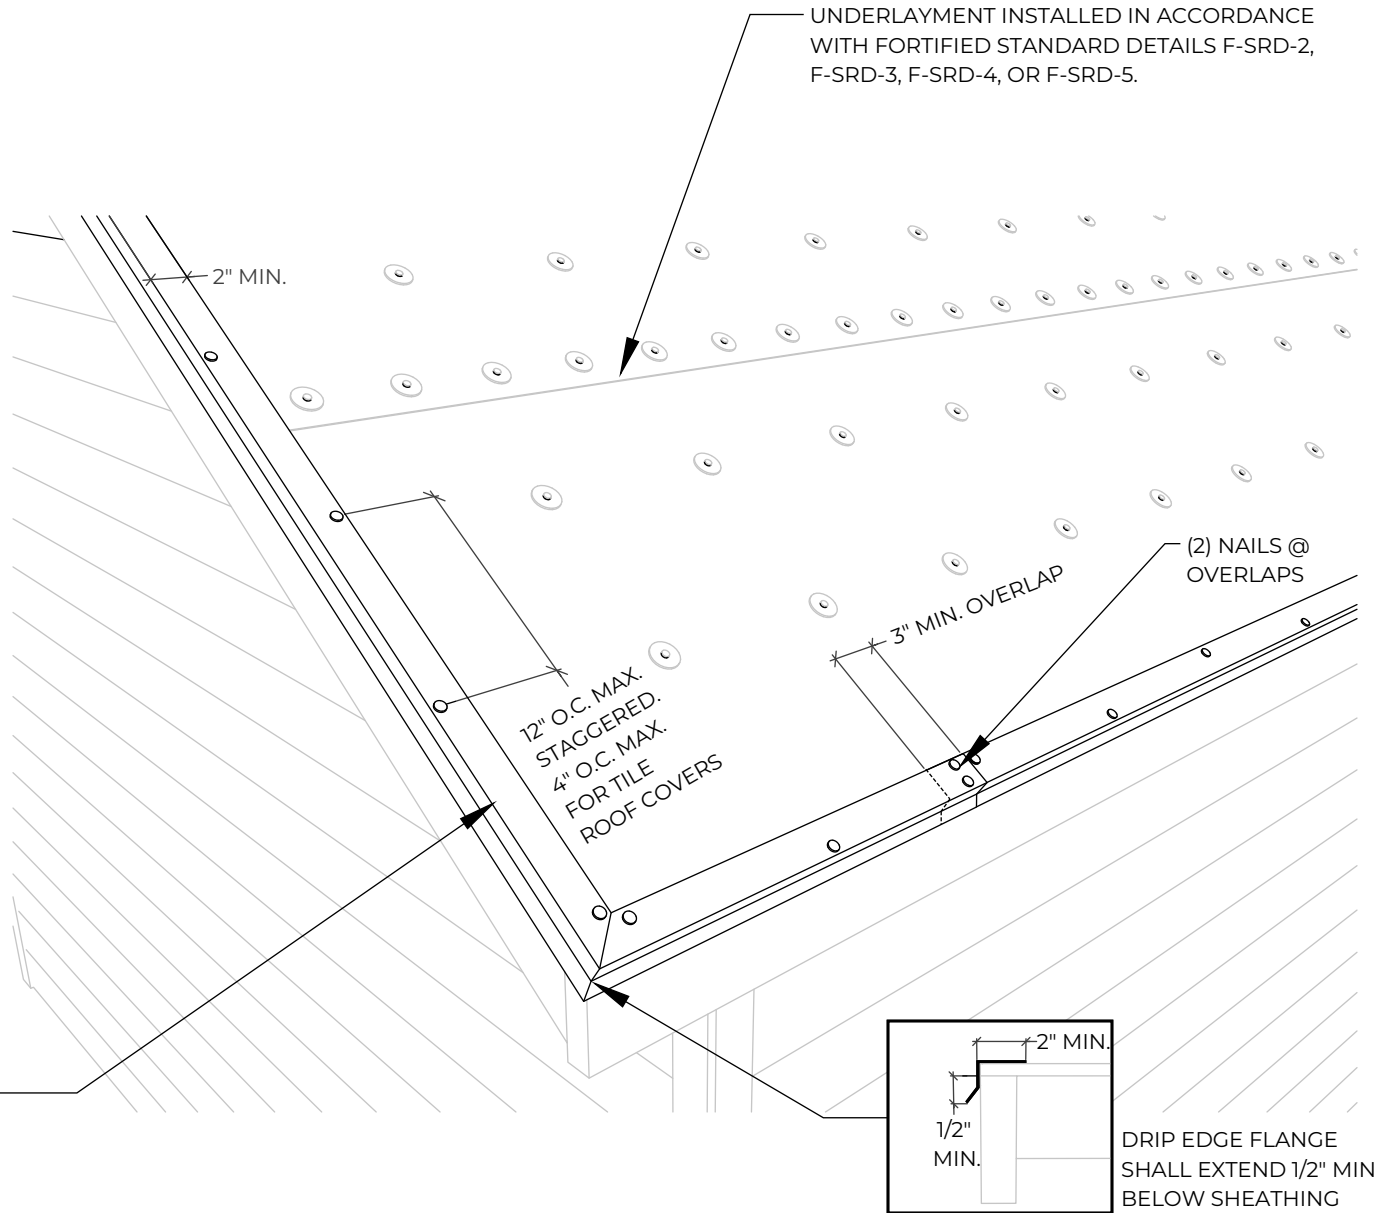 UNDERLAYMENT INSTALLED IN ACCORDANCE
WITH FORTIFIED STANDARD DETAILS F-SRD-2,
F-SRD-3, F-SRD-4, OR F-SRD-5.
2" MIN.
(2) NAILS @
OVERLAPS
3" MIN. OVERLAP
12" O.C. MAX.
STAGGERED.
4" O.C. MAX.
FOR TILE
ROOF COVERS
2" MIN.
1/2"
MIN.
DRIP EDGE FLANGE
SHALL EXTEND 1/2" MIN
BELOW SHEATHING